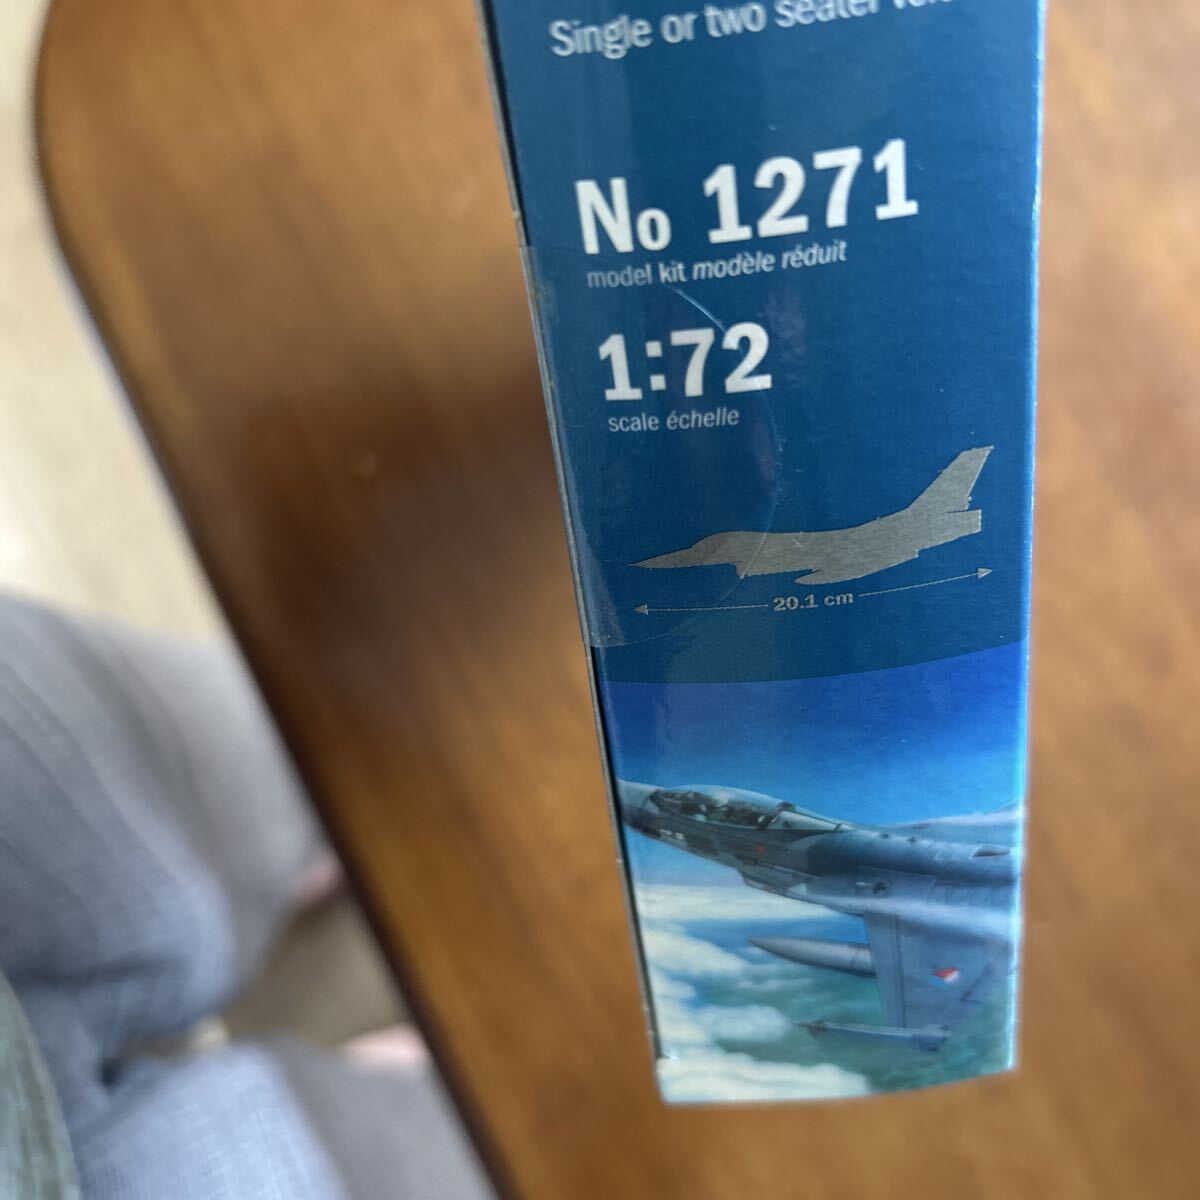 Single or two seater
No 1271
model kit modèle réduit
1:72
scale échelle
20.1 cm